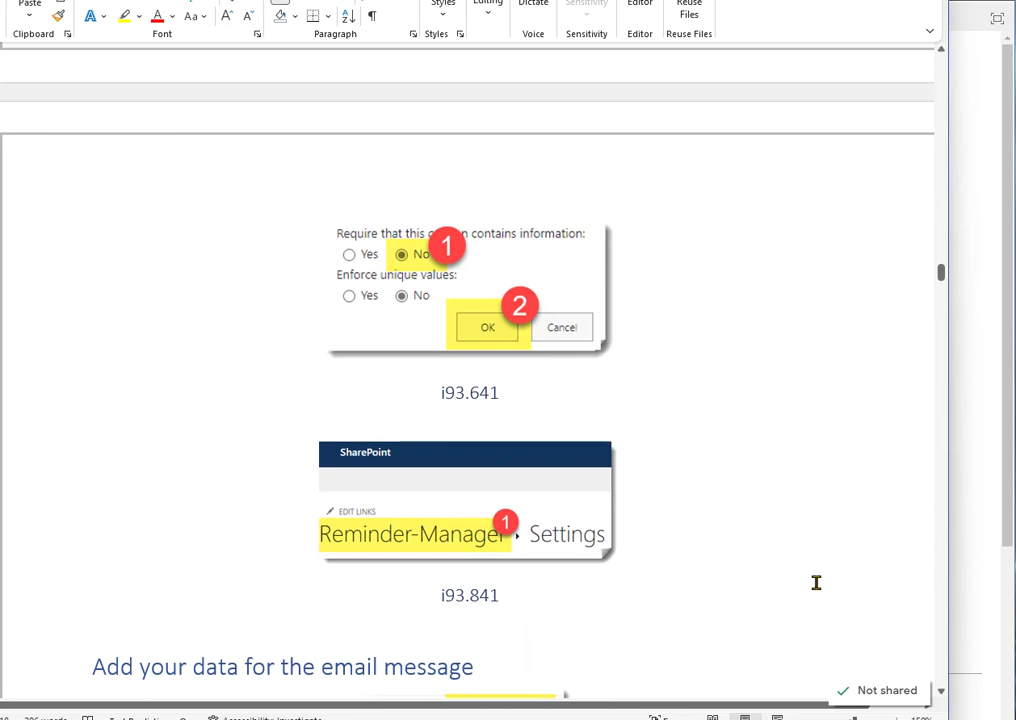 Paste
Styles
Editing
Dictate
Sensitivity
Editor
Reuse
Files
A A Aa A A
Clipboard Font Paragraph Styles Voice Sensitivity Editor Reuse Files
Require that this contains information:
Yes No 1
Enforce unique values:
Yes No
2
OK Cancel
i93.641
SharePoint
EDIT LINKS
Reminder-Manager 1 Settings
i93.841
Add your data for the email message
Not shared